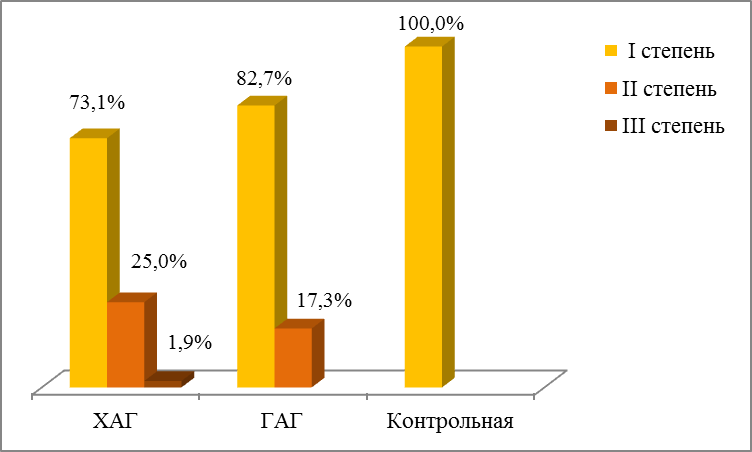 100,0%
82,7%
73,1%
25,0%
17,3%
1,9%
I степень
II степень
III степень
ХАГ
ГАГ
Контрольная